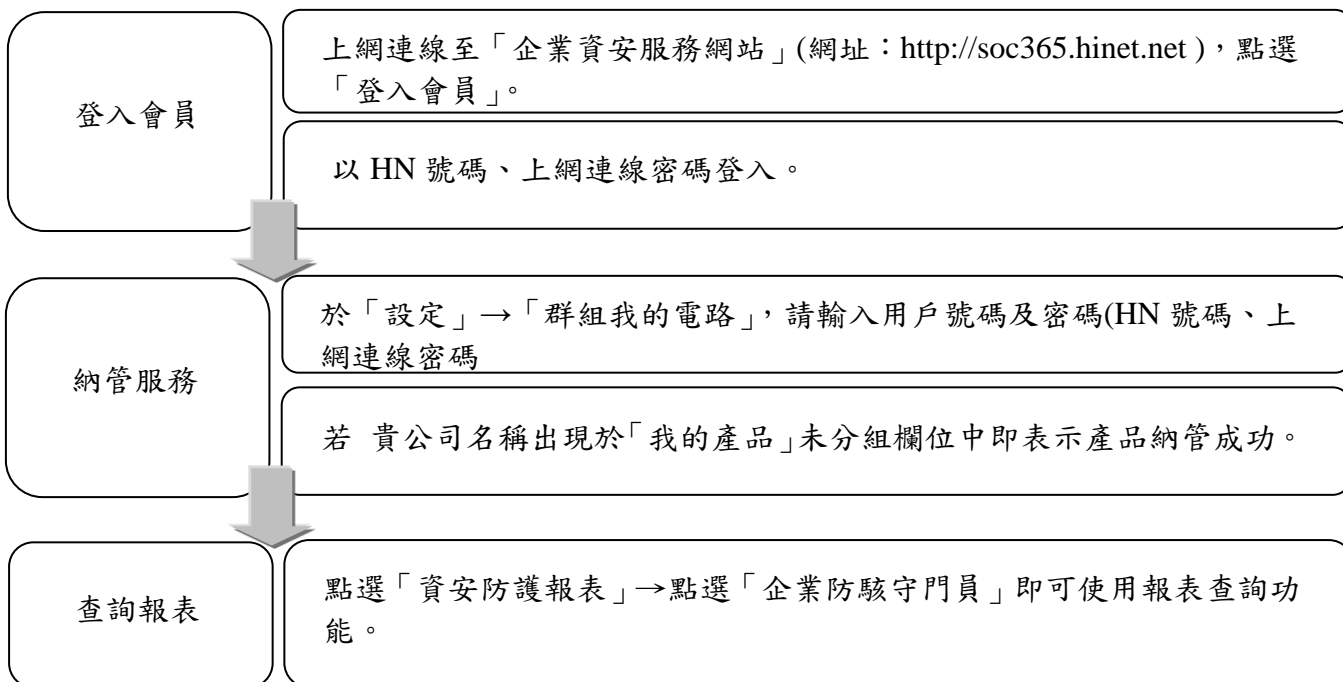 登入會員
上網連線至「企業資安服務網站」(網址：http://soc365.hinet.net )，點選
「登入會員」。
以 HN 號碼、上網連線密碼登入。
納管服務
於「設定」→「群組我的電路」，請輸入用戶號碼及密碼(HN 號碼、上
網連線密碼
若 貴公司名稱出現於「我的產品」未分組欄位中即表示產品納管成功。
查詢報表
點選「資安防護報表」→點選「企業防駭守門員」即可使用報表查詢功
能。